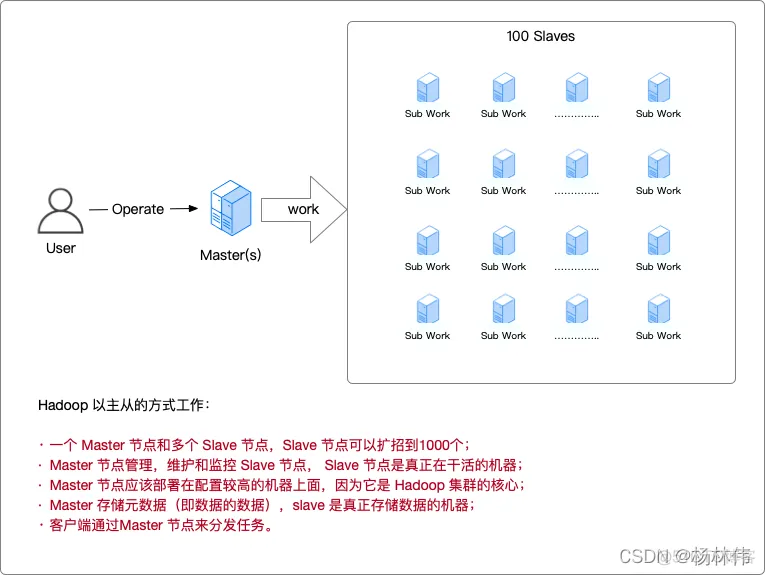 100 Slaves
Sub Work Sub Work .............. Sub Work
Sub Work Sub Work .............. Sub Work
User Operate Master(s) work
Sub Work Sub Work .............. Sub Work
Sub Work Sub Work .............. Sub Work
Hadoop 以主从的方式工作：
· 一个 Master 节点和多个 Slave 节点，Slave 节点可以扩招到1000个；
· Master 节点管理，维护和监控 Slave 节点， Slave 节点是真正在干活的机器；
· Master 节点应该部署在配置较高的机器上面，因为它是 Hadoop 集群的核心；
· Master 存储元数据（即数据的数据），slave 是真正存储数据的机器；
· 客户端通过Master 节点来分发任务。
CSDN @杨林伟